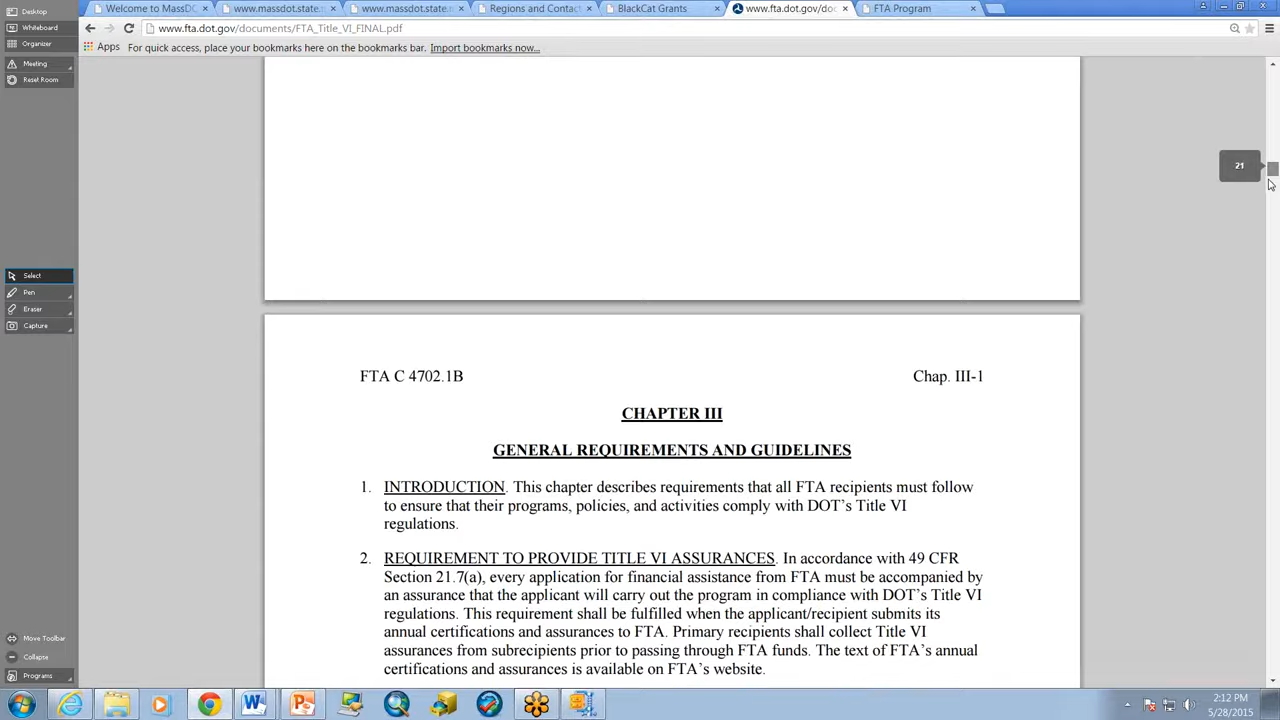 Desktop
Whiteboard
Organizer
Meeting
Reset Room
Select
Pen
Eraser
Capture
Move Toolbar
Collapse
Programs
Welcome to MassDO
www.massdot.state.
www.massdot.state.
Regions and Contact
BlackCat Grants
www.fta.dot.gov/doc
FTA Program
www.fta.dot.gov/documents/FTA_Title_VI_FINAL.pdf
Apps
For quick access, place your bookmarks here on the bookmarks bar. Import bookmarks now...
21
FTA C 4702.1B
Chap. III-1
CHAPTER III
GENERAL REQUIREMENTS AND GUIDELINES
1. INTRODUCTION. This chapter describes requirements that all FTA recipients must follow
to ensure that their programs, policies, and activities comply with DOT's Title VI
regulations.
2. REQUIREMENT TO PROVIDE TITLE VI ASSURANCES. In accordance with 49 CFR
Section 21.7(a), every application for financial assistance from FTA must be accompanied by
an assurance that the applicant will carry out the program in compliance with DOT's Title VI
regulations. This requirement shall be fulfilled when the applicant/recipient submits its
annual certifications and assurances to FTA. Primary recipients shall collect Title VI
assurances from subrecipients prior to passing through FTA funds. The text of FTA's annual
certifications and assurances is available on FTA's website.
2:12 PM
5/28/2015